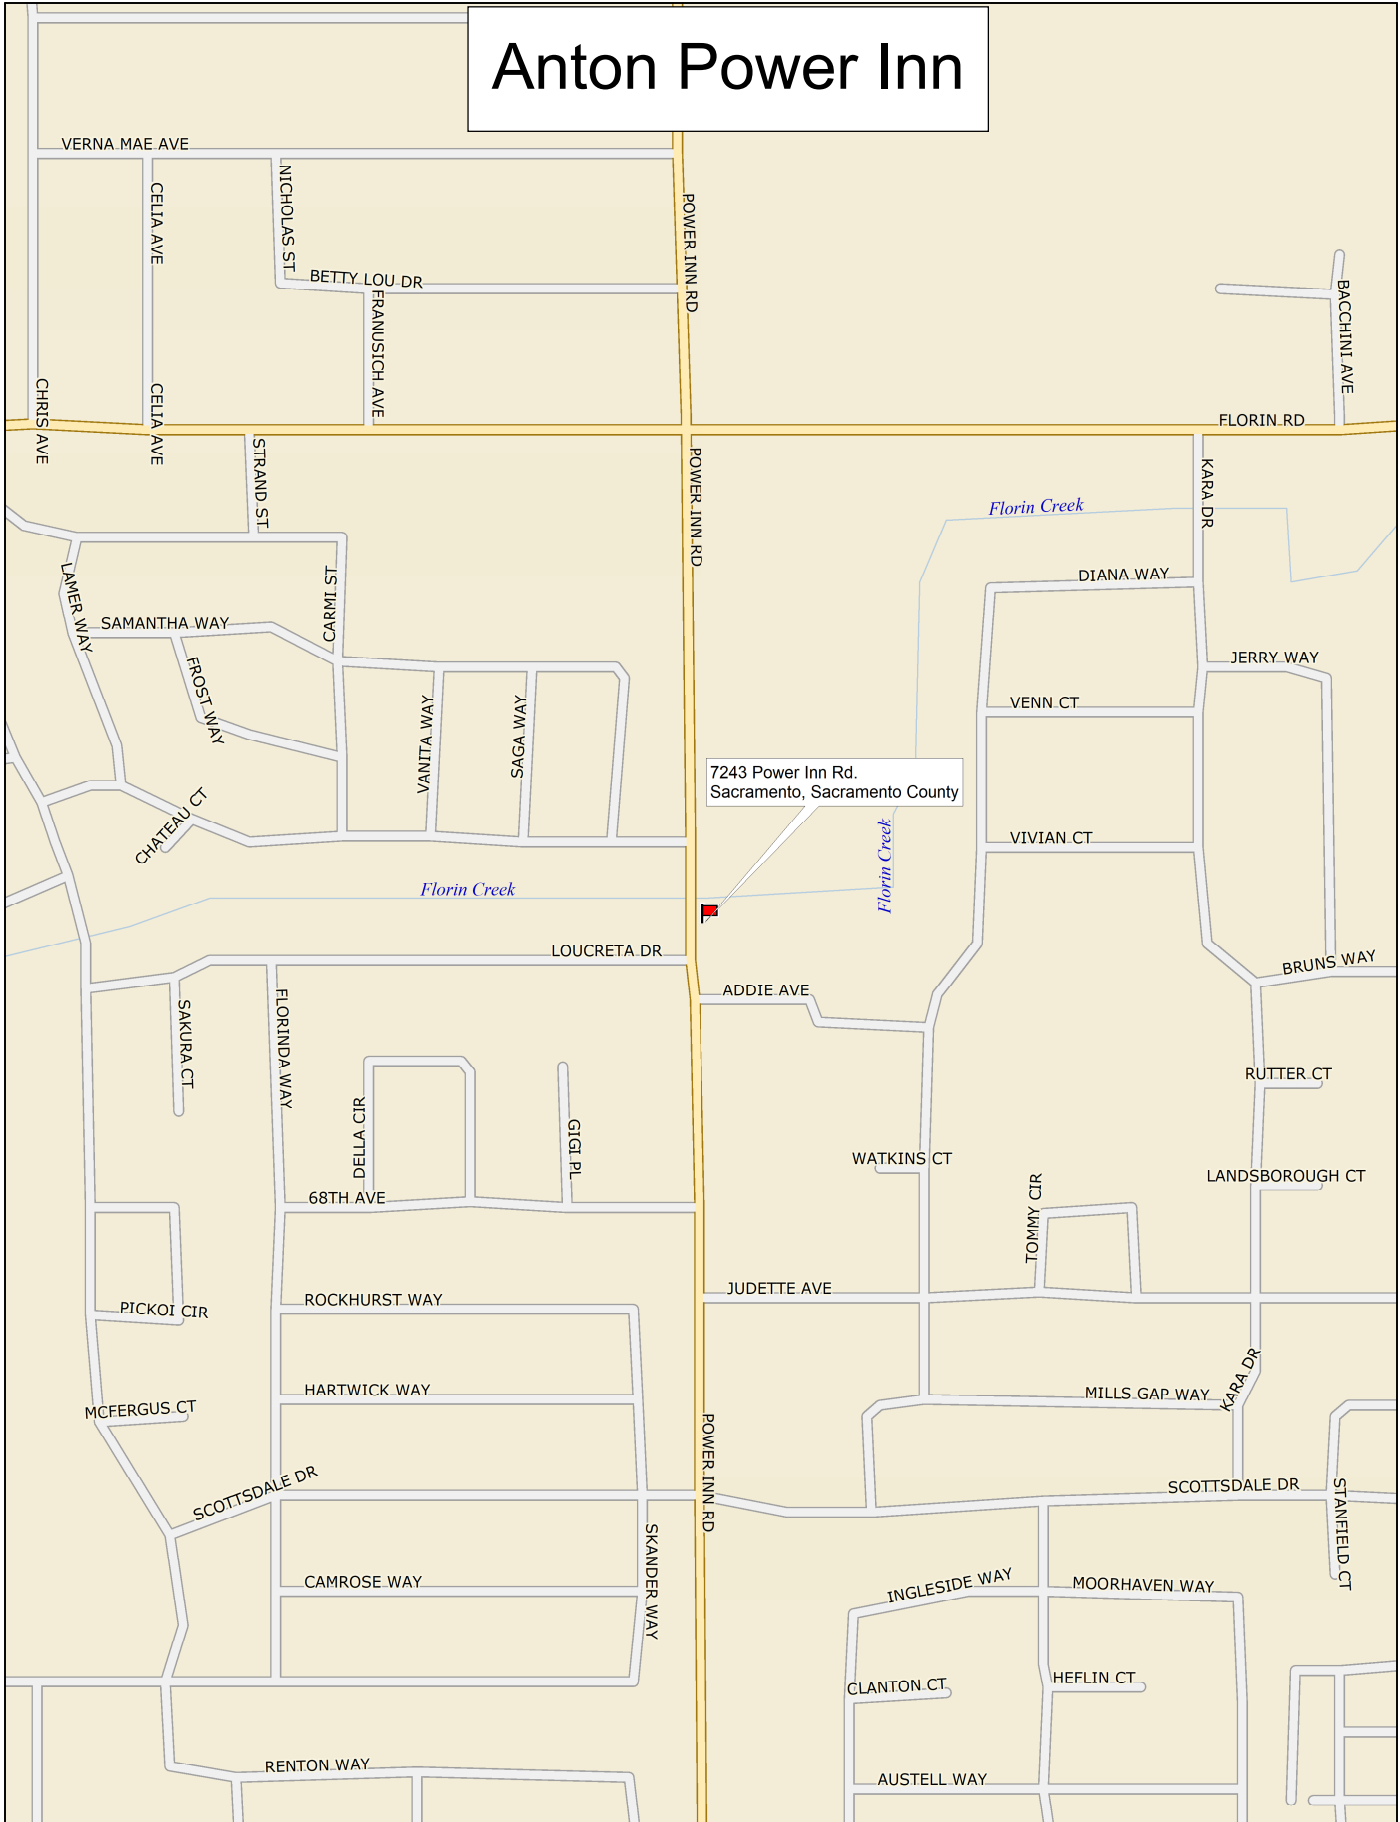 Anton Power Inn
VERNA MAE AVE
CELIA AVE
NICHOLAS ST
POWER INN RD
BETTY LOU DR
FRANUSICH AVE
BACCHINI AVE
CHRIS AVE
CELIA AVE
FLORIN RD
STRAND ST
POWER INN RD
KARA DR
Florin Creek
LAMER WAY
CARMI ST
DIANA WAY
SAMANTHA WAY
FROST WAY
JERRY WAY
VANITA WAY
SAGA WAY
VENN CT
7243 Power Inn Rd.
Sacramento, Sacramento County
CHATEAU CT
Florin Creek
VIVIAN CT
Florin Creek
LOUCRETA DR
BRUNS WAY
ADDIE AVE
SAKURA CT
FLORINDA WAY
RUTTER CT
DELLA CIR
GIGI PL
WATKINS CT
LANDSBOROUGH CT
68TH AVE
TOMMY CIR
JUDETTE AVE
PICKOI CIR
ROCKHURST WAY
HARTWICK WAY
MILLS GAP WAY
KARA DR
MCFERGUS CT
POWER INN RD
SCOTTSDALE DR
SCOTTSDALE DR
STANFIELD CT
SKANDER WAY
CAMROSE WAY
INGLESIDE WAY
MOORHAVEN WAY
CLANTON CT
HEFLIN CT
RENTON WAY
AUSTELL WAY